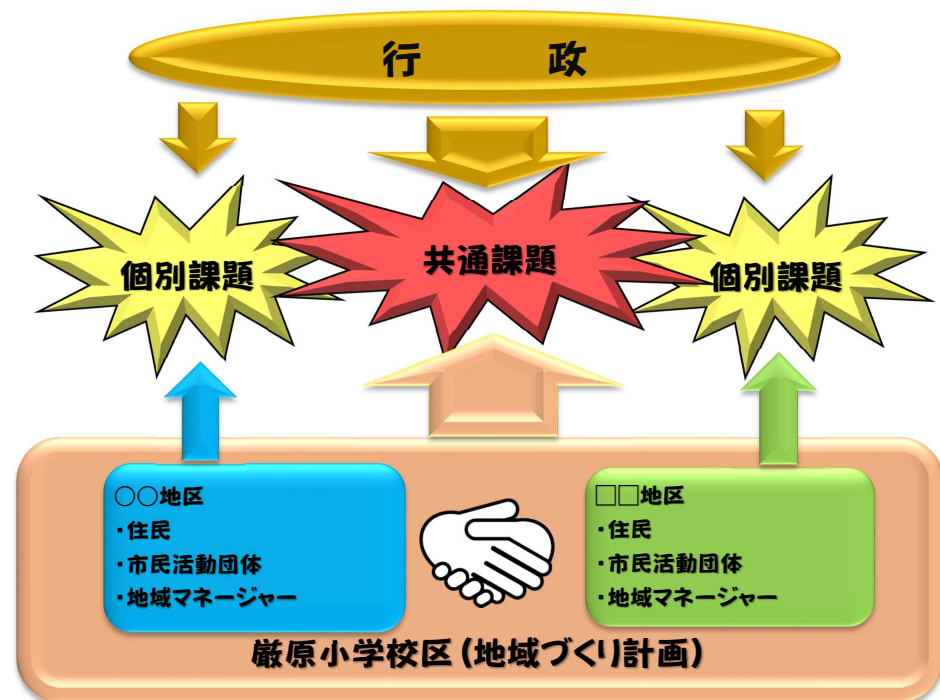 行　政
個別課題
共通課題
個別課題
〇〇地区
・住民
・市民活動団体
・地域マネージャー
□□地区
・住民
・市民活動団体
・地域マネージャー
厳原小学校区(地域づくり計画)